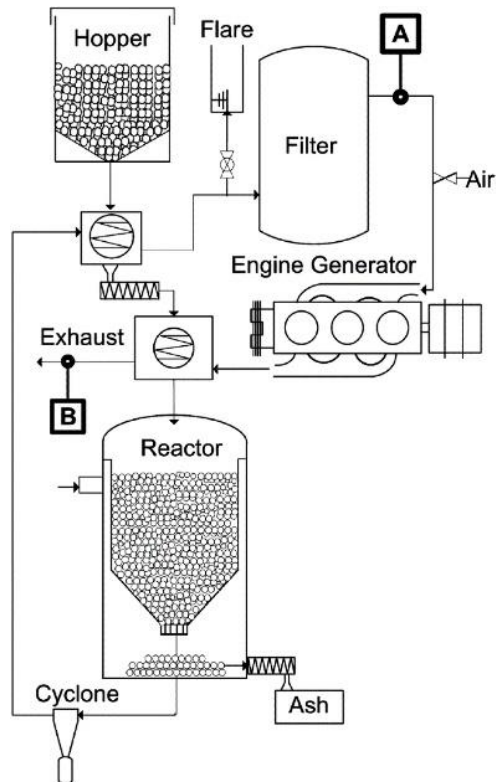 Hopper
Flare
A
Filter
Air
Engine Generator
Exhaust
B
Reactor
Cyclone
Ash